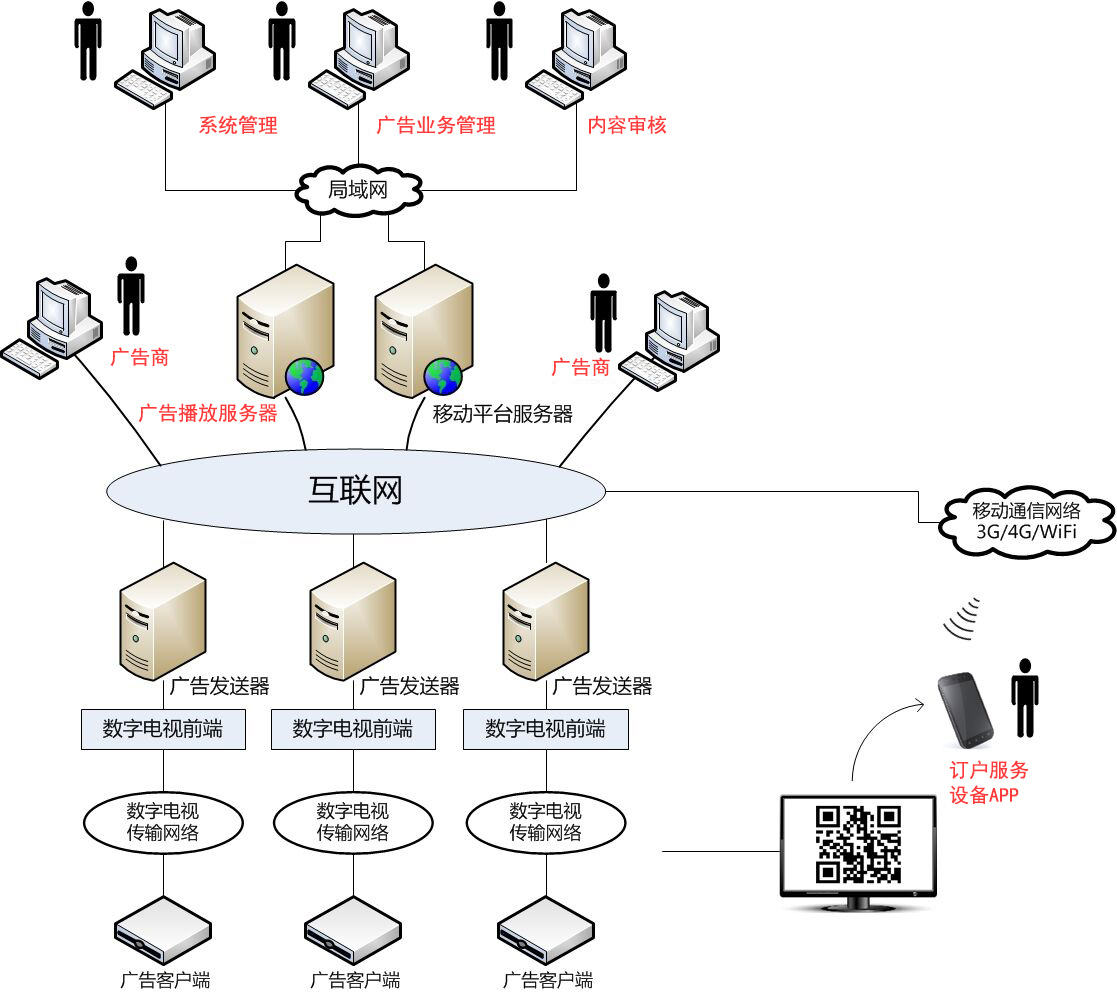 系统管理
广告业务管理
内容审核
局域网
广告商
广告商
广告播放服务器
移动平台服务器
互联网
移动通信网络
3G/4G/WiFi
广告发送器
广告发送器
广告发送器
数字电视前端
数字电视前端
数字电视前端
订户服务
设备APP
数字电视
传输网络
数字电视
传输网络
数字电视
传输网络
广告客户端
广告客户端
广告客户端